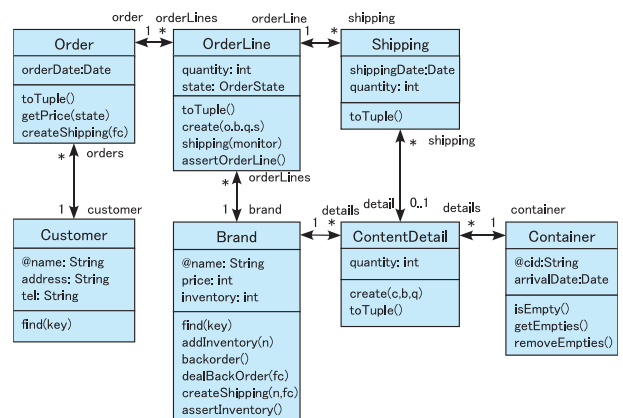 order orderLines orderLine shipping
1 * 1 *
Order
orderDate:Date
toTuple()
getPrice(state)
createShipping(fc)
OrderLine
quantity: int
state: OrderState
toTuple()
create(o.b.q.s)
shipping(monitor)
assertOrderLine()
Shipping
shippingDate:Date
quantity: int
toTuple()
* orders
* orderLines
* shipping
1 customer
1 brand
detail 0..1
details
1 *
details
* 1
container
Customer
@name: String
address: String
tel: String
find(key)
Brand
@name: String
price: int
inventory: int
find(key)
addInventory(n)
backorder()
dealBackOrder(fc)
createShipping(n,fc)
assertInventory()
ContentDetail
quantity: int
create(c,b,q)
toTuple()
Container
@cid:String
arrivalDate:Date
isEmpty()
getEmpties()
removeEmpties()